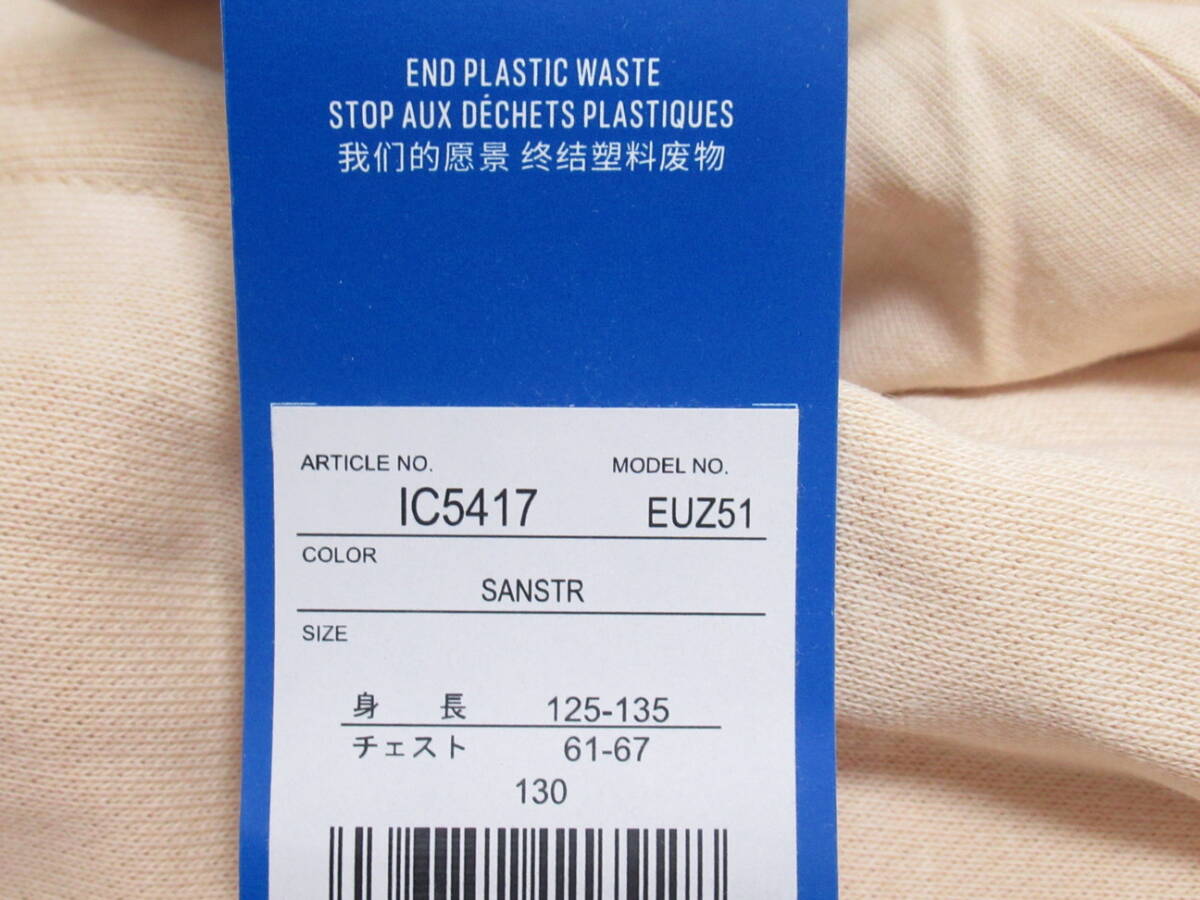 END PLASTIC WASTE
STOP AUX DÉCHETS PLASTIQUES
我们的愿景 终结塑料废物
ARTICLE NO. MODEL NO.
IC5417 EUZ51
COLOR
SANSTR
SIZE
身 長 125-135
チェスト 61-67
130